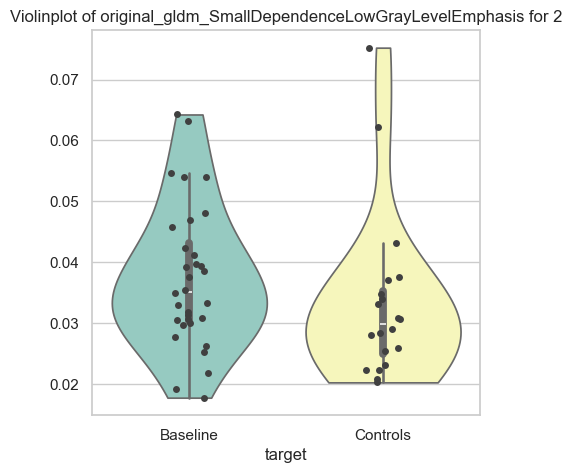 Violinplot of original_gldm_SmallDependenceLowGrayLevelEmphasis for 2
0.07
0.06
0.05
0.04
0.03
0.02
Baseline
Controls
target